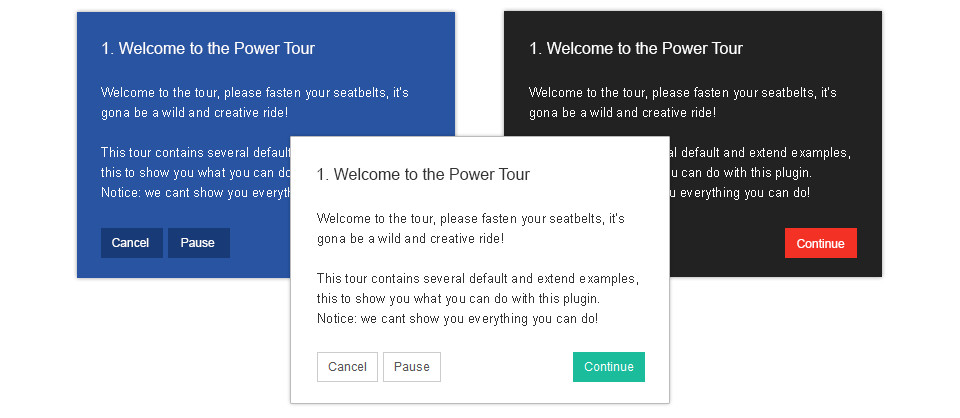 1. Welcome to the Power Tour
Welcome to the tour, please fasten your seatbelts, it's
gona be a wild and creative ride!
This tour contains several default
this to show you what you can do
Notice: we cant show you everyth
Cancel
Pause
1. Welcome to the Power Tour
Welcome to the tour, please fasten your seatbelts, it's
gona be a wild and creative ride!
al default and extend examples,
u can do with this plugin.
u everything you can do!
Continue
1. Welcome to the Power Tour
Welcome to the tour, please fasten your seatbelts, it's
gona be a wild and creative ride!
This tour contains several default and extend examples,
this to show you what you can do with this plugin.
Notice: we cant show you everything you can do!
Cancel
Pause
Continue